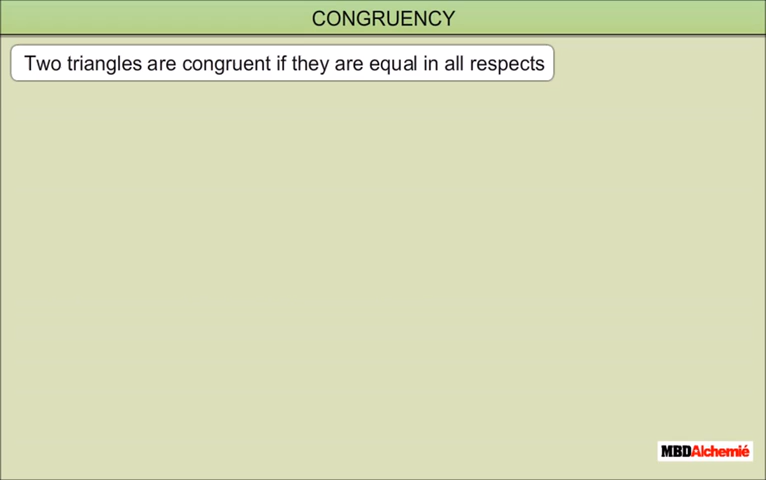 CONGRUENCY
Two triangles are congruent if they are equal in all respects
MBDAlchemié